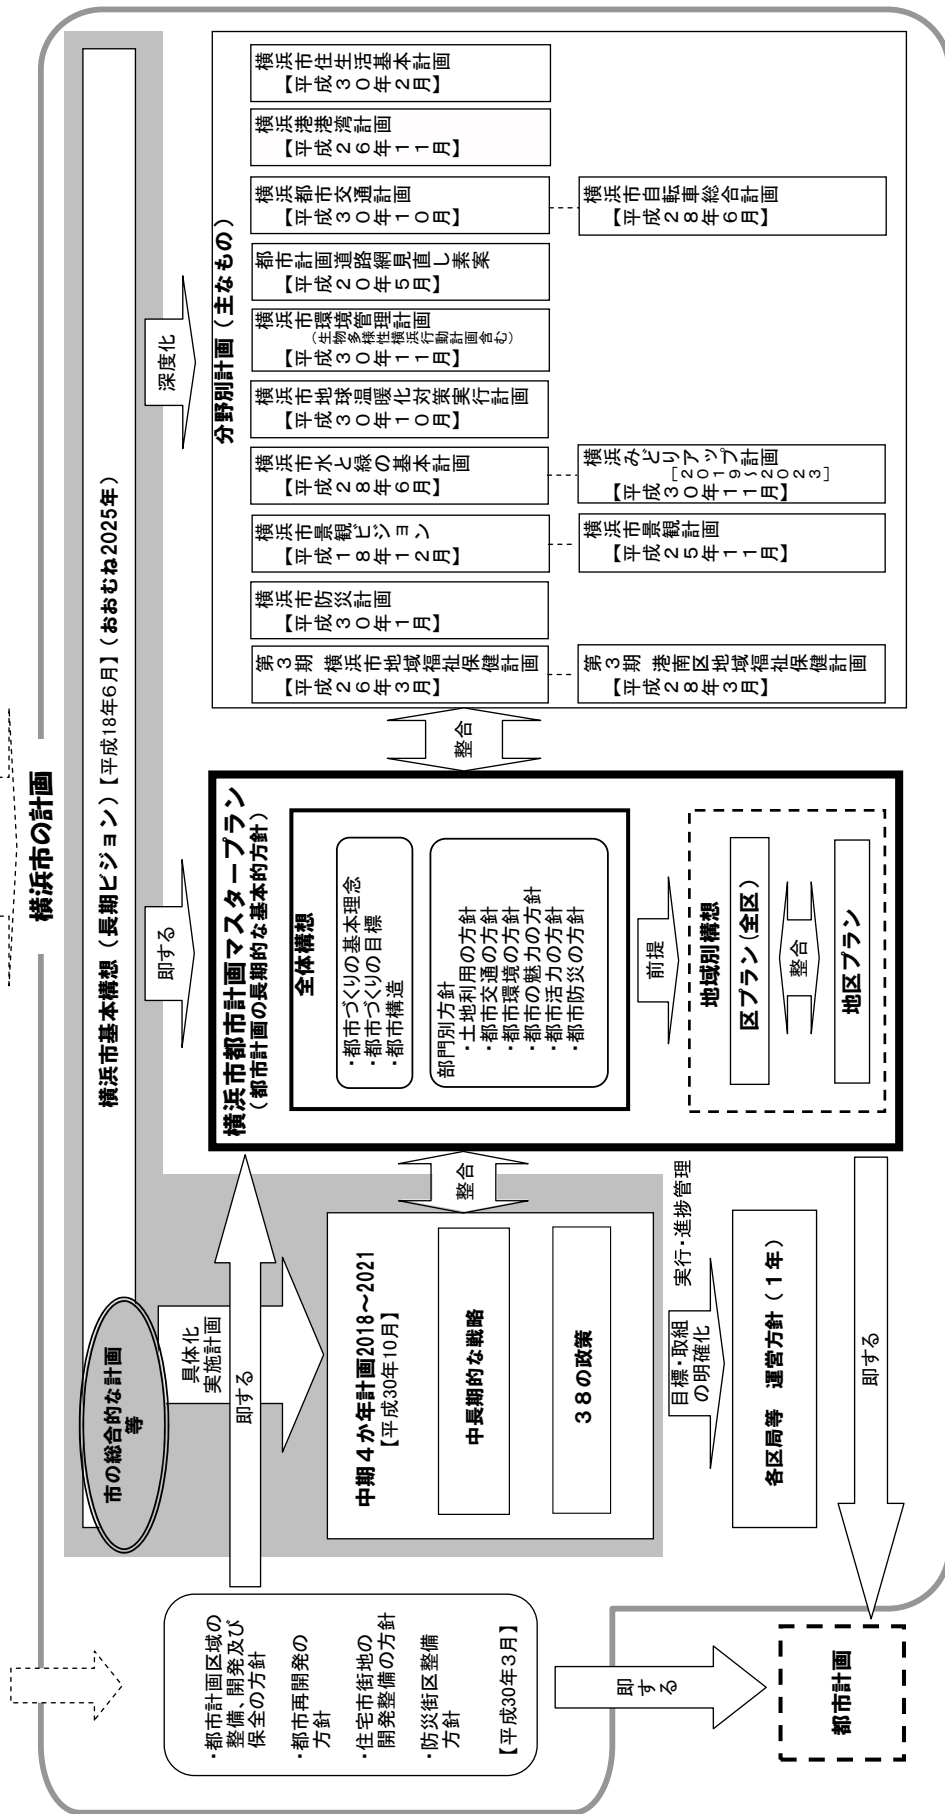 横浜市の計画
横浜市基本構想（長期ビジョン）【平成18年6月】（おおむね2025年）
市の総合的な計画
等
具体化
実施計画
即する
即する
深度化
・都市計画区域の
整備、開発及び
保全の方針
・都市再開発の
方針
・住宅市街地の
開発整備の方針
・防災街区整備
方針
【平成30年3月】
即する
都市計画
中期４か年計画2018～2021
【平成30年10月】
中長期的な戦略
３８の政策
目標・取組
の明確化
実行・進捗管理
各区局等　運営方針（１年）
整合
即する
横浜市都市計画マスタープラン
（都市計画の長期的な基本的方針）
全体構想
・都市づくりの基本理念
・都市づくりの目標
・都市構造
部門別方針
・土地利用の方針
・都市交通の方針
・都市環境の方針
・都市の魅力の方針
・都市活力の方針
・都市防災の方針
前提
地域別構想
区プラン（全区）
整合
地区プラン
整合
分野別計画（主なもの）
第３期　横浜市地域福祉保健計画
【平成２６年３月】
第３期　港南区地域福祉保健計画
【平成２８年３月】
横浜市防災計画
【平成３０年１月】
横浜市景観ビジョン
【平成１８年１２月】
横浜市景観計画
【平成２５年１１月】
横浜市水と緑の基本計画
【平成２８年６月】
横浜みどりアップ計画
［２０１９～２０２３］
【平成３０年１１月】
横浜市地球温暖化対策実行計画
【平成３０年１０月】
横浜市環境管理計画
（生物多様性横浜行動計画含む）
【平成３０年１１月】
都市計画道路網見直し素案
【平成２０年５月】
横浜都市交通計画
【平成３０年１０月】
横浜市自転車総合計画
【平成２８年６月】
横浜港港湾計画
【平成２６年１１月】
横浜市住生活基本計画
【平成３０年２月】